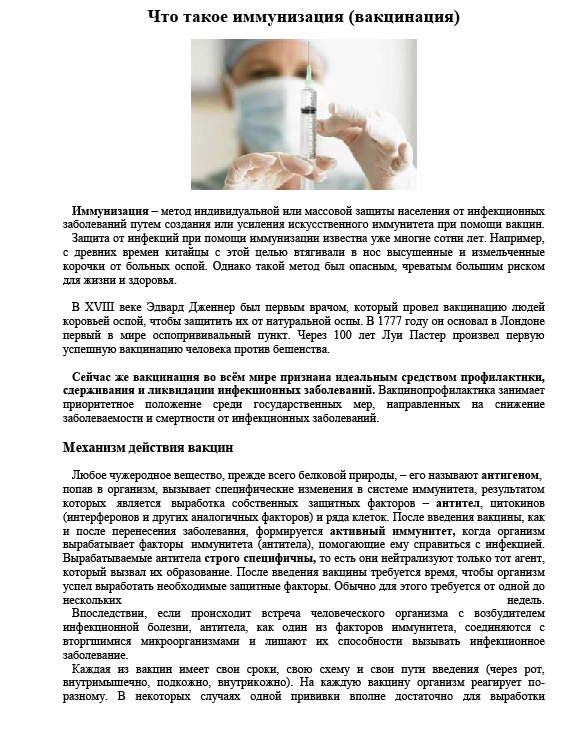 Что такое иммунизация (вакцинация)
Иммунизация – метод индивидуальной или массовой защиты населения от инфекционных
заболеваний путем создания или усиления искусственного иммунитета при помощи вакцин.
Защита от инфекций при помощи иммунизации известна уже многие сотни лет. Например,
с древних времен китайцы с этой целью втягивали в нос высушенные и измельченные
корочки от больных оспой. Однако такой метод был опасным, чреватым большим риском
для жизни и здоровья.
В XVIII веке Эдвард Дженнер был первым врачом, который провел вакцинацию людей
коровьей оспой, чтобы защитить их от натуральной оспы. В 1777 году он основал в Лондоне
первый в мире оспопрививальный пункт. Через 100 лет Луи Пастер произвел первую
успешную вакцинацию человека против бешенства.
Сейчас же вакцинация во всём мире признана идеальным средством профилактики,
сдерживания и ликвидации инфекционных заболеваний. Вакцинопрофилактика занимает
приоритетное положение среди государственных мер, направленных на снижение
заболеваемости и смертности от инфекционных заболеваний.
Механизм действия вакцин
Любое чужеродное вещество, прежде всего белковой природы, – его называют антигеном,
попав в организм, вызывает специфические изменения в системе иммунитета, результатом
которых является выработка собственных защитных факторов – антител, цитокинов
(интерферонов и других аналогичных факторов) и ряда клеток. После введения вакцины, как
и после перенесения заболевания, формируется активный иммунитет, когда организм
вырабатывает факторы иммунитета (антитела), помогающие ему справиться с инфекцией.
Вырабатываемые антитела строго специфичны, то есть они нейтрализуют только тот агент,
который вызвал их образование. После введения вакцины требуется время, чтобы организм
успел выработать необходимые защитные факторы. Обычно для этого требуется от одной до
нескольких недель.
Впоследствии, если происходит встреча человеческого организма с возбудителем
инфекционной болезни, антитела, как один из факторов иммунитета, соединяются с
вторгшимися микроорганизмами и лишают их способности вызывать инфекционное
заболевание.
Каждая из вакцин имеет свои сроки, свою схему и свои пути введения (через рот,
внутримышечно, подкожно, внутрикожно). На каждую вакцину организм реагирует по-
разному. В некоторых случаях одной прививки вполне достаточно для выработки